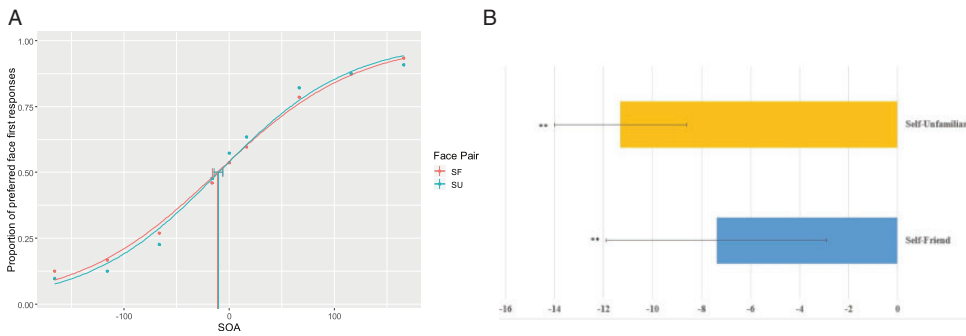 A
1.00
0.75
0.50
0.25
0.00
Proportion of preferred face first responses
-100
0
100
SOA
Face Pair
SF
SU
B
**
Self-Unfamiliar
**
Self-Friend
-16
-14
-12
-10
-8
-6
-4
-2
0